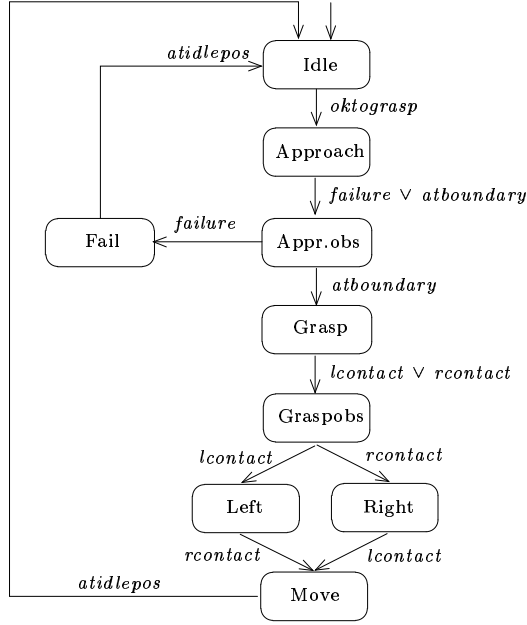 atidlepos
Idle
oktograsp
Approach
failure ∨ atboundary
failure
Fail
Appr.obs
atboundary
Grasp
lcontact ∨ rcontact
Graspobs
lcontact rcontact
Left Right
rcontact lcontact
atidlepos
Move